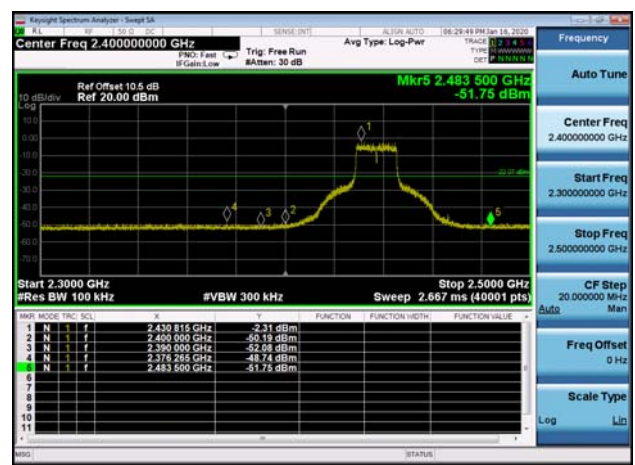 Keysight Spectrum Analyzer - Swept SA
RL RF 50 Ω DC SENSE:INT ALIGN AUTO 06:29:49 PM Jan 16, 2020
Center Freq 2.400000000 GHz
PNO: Fast
IFGain:Low
Trig: Free Run
#Atten: 30 dB
Avg Type: Log-Pwr
TRACE 1 2 3 4 5 6
TYPE
DET P N N N N N
Frequency
Auto Tune
Center Freq
2.400000000 GHz
Start Freq
2.300000000 GHz
Stop Freq
2.500000000 GHz
CF Step
20.000000 MHz
Auto Man
Freq Offset
0 Hz
Scale Type
Log Lin
Mkr5 2.483 500 GHz
-51.75 dBm
Ref Offset 10.5 dB
10 dB/div Ref 20.00 dBm
Log
10.0
0.00
-10.0
-20.0
-30.0
-40.0
-50.0
-60.0
-70.0
1
2
3
4
5
Start 2.3000 GHz Stop 2.5000 GHz
#Res BW 100 kHz #VBW 300 kHz Sweep 2.667 ms (40001 pts)
MKR MODE TRC SCL X Y FUNCTION FUNCTION WIDTH FUNCTION VALUE
1 N 1 f 2.430 815 GHz -2.31 dBm
2 N 1 f 2.400 000 GHz -50.19 dBm
3 N 1 f 2.390 000 GHz -52.08 dBm
4 N 1 f 2.376 265 GHz -48.74 dBm
5 N 1 f 2.483 500 GHz -51.75 dBm
6
7
8
9
10
11
MSG STATUS